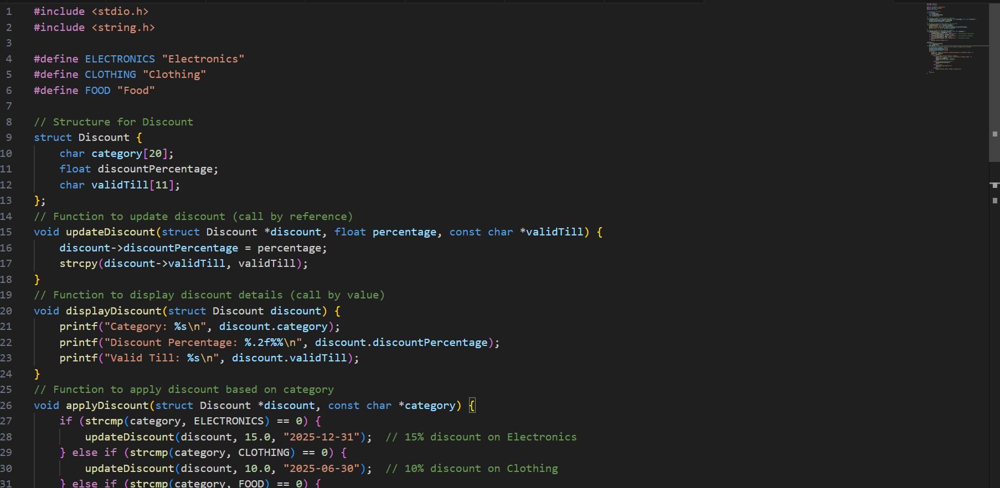 1 #include <stdio.h>
2 #include <string.h>
3
4 #define ELECTRONICS "Electronics"
5 #define CLOTHING "Clothing"
6 #define FOOD "Food"
7
8 // Structure for Discount
9 struct Discount {
10     char category[20];
11     float discountPercentage;
12     char validTill[11];
13 };
14 // Function to update discount (call by reference)
15 void updateDiscount(struct Discount *discount, float percentage, const char *validTill) {
16     discount->discountPercentage = percentage;
17     strcpy(discount->validTill, validTill);
18 }
19 // Function to display discount details (call by value)
20 void displayDiscount(struct Discount discount) {
21     printf("Category: %s\n", discount.category);
22     printf("Discount Percentage: %.2f%%\n", discount.discountPercentage);
23     printf("Valid Till: %s\n", discount.validTill);
24 }
25 // Function to apply discount based on category
26 void applyDiscount(struct Discount *discount, const char *category) {
27     if (strcmp(category, ELECTRONICS) == 0) {
28         updateDiscount(discount, 15.0, "2025-12-31");  // 15% discount on Electronics
29     } else if (strcmp(category, CLOTHING) == 0) {
30         updateDiscount(discount, 10.0, "2025-06-30");  // 10% discount on Clothing
31     } else if (strcmp(category, FOOD) == 0) {